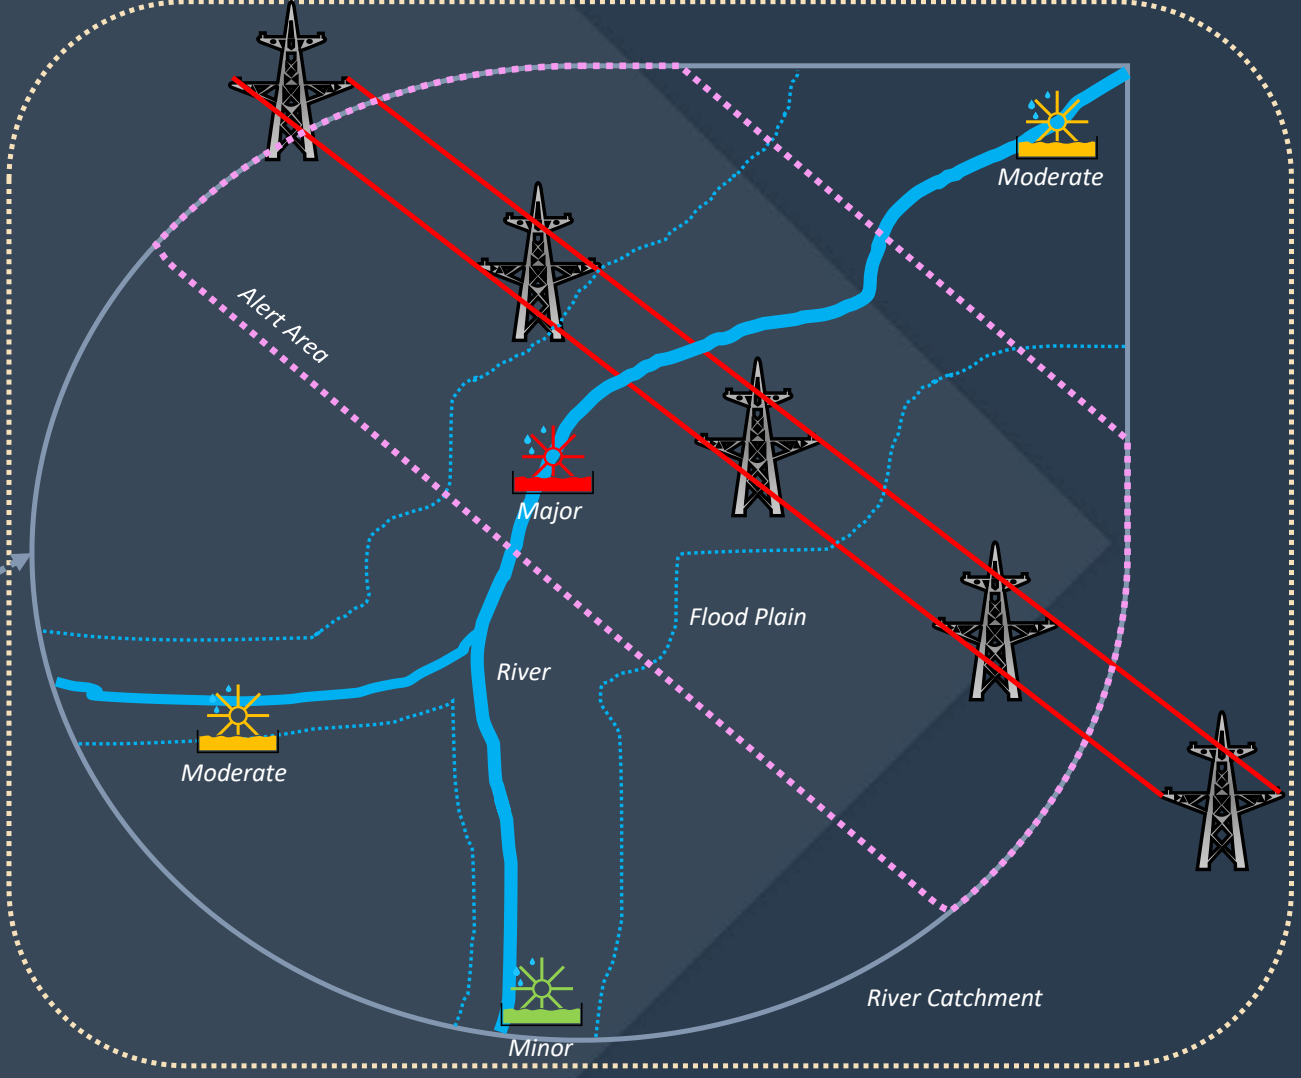 Moderate
Alert Area
Major
Flood Plain
River
Moderate
River Catchment
Minor